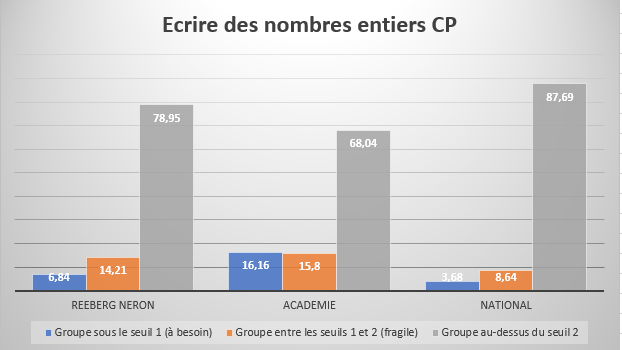 Ecrire des nombres entiers CP
78,95
68,04
87,69
6,84
14,21
16,16
15,8
3,68
8,64
REEBERG NERON
ACADEMIE
NATIONAL
Groupe sous le seuil 1 (à besoin)
Groupe entre les seuils 1 et 2 (fragile)
Groupe au-dessus du seuil 2